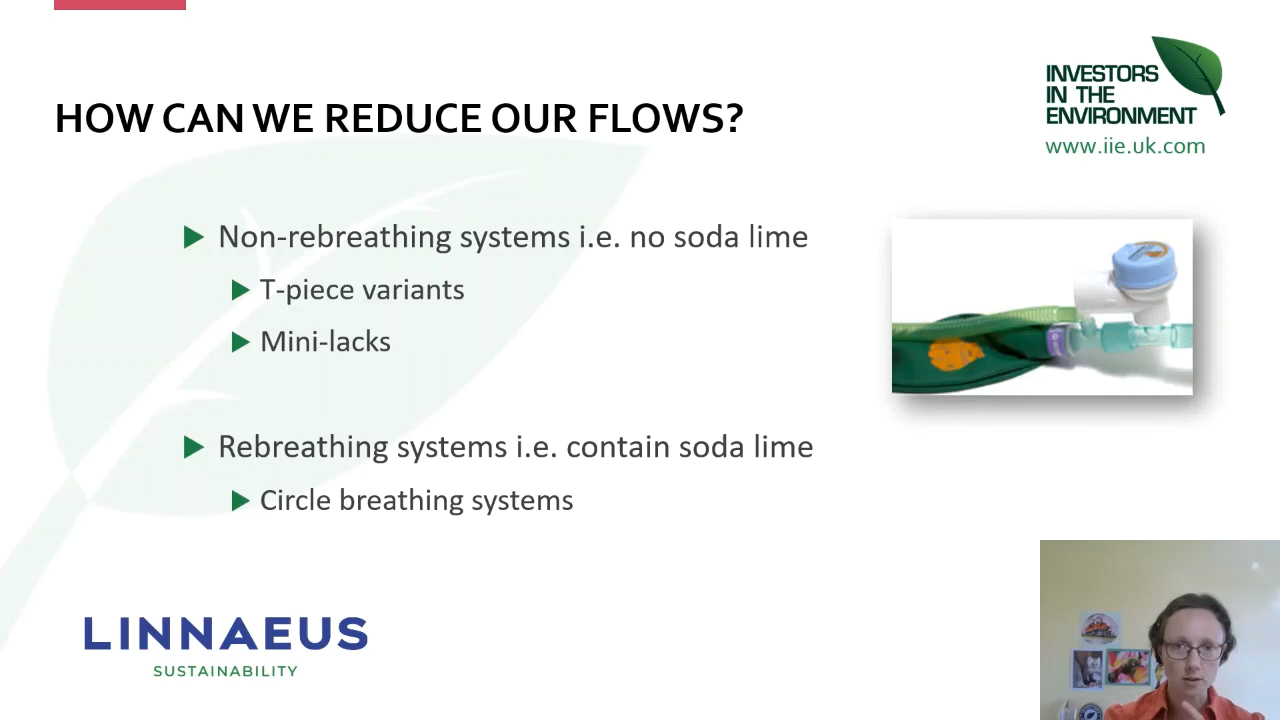 INVESTORS
IN THE
ENVIRONMENT
www.iie.uk.com
HOW CAN WE REDUCE OUR FLOWS?
Non-rebreathing systems i.e. no soda lime
T-piece variants
Mini-lacks
Rebreathing systems i.e. contain soda lime
Circle breathing systems
LINNAEUS
SUSTAINABILITY